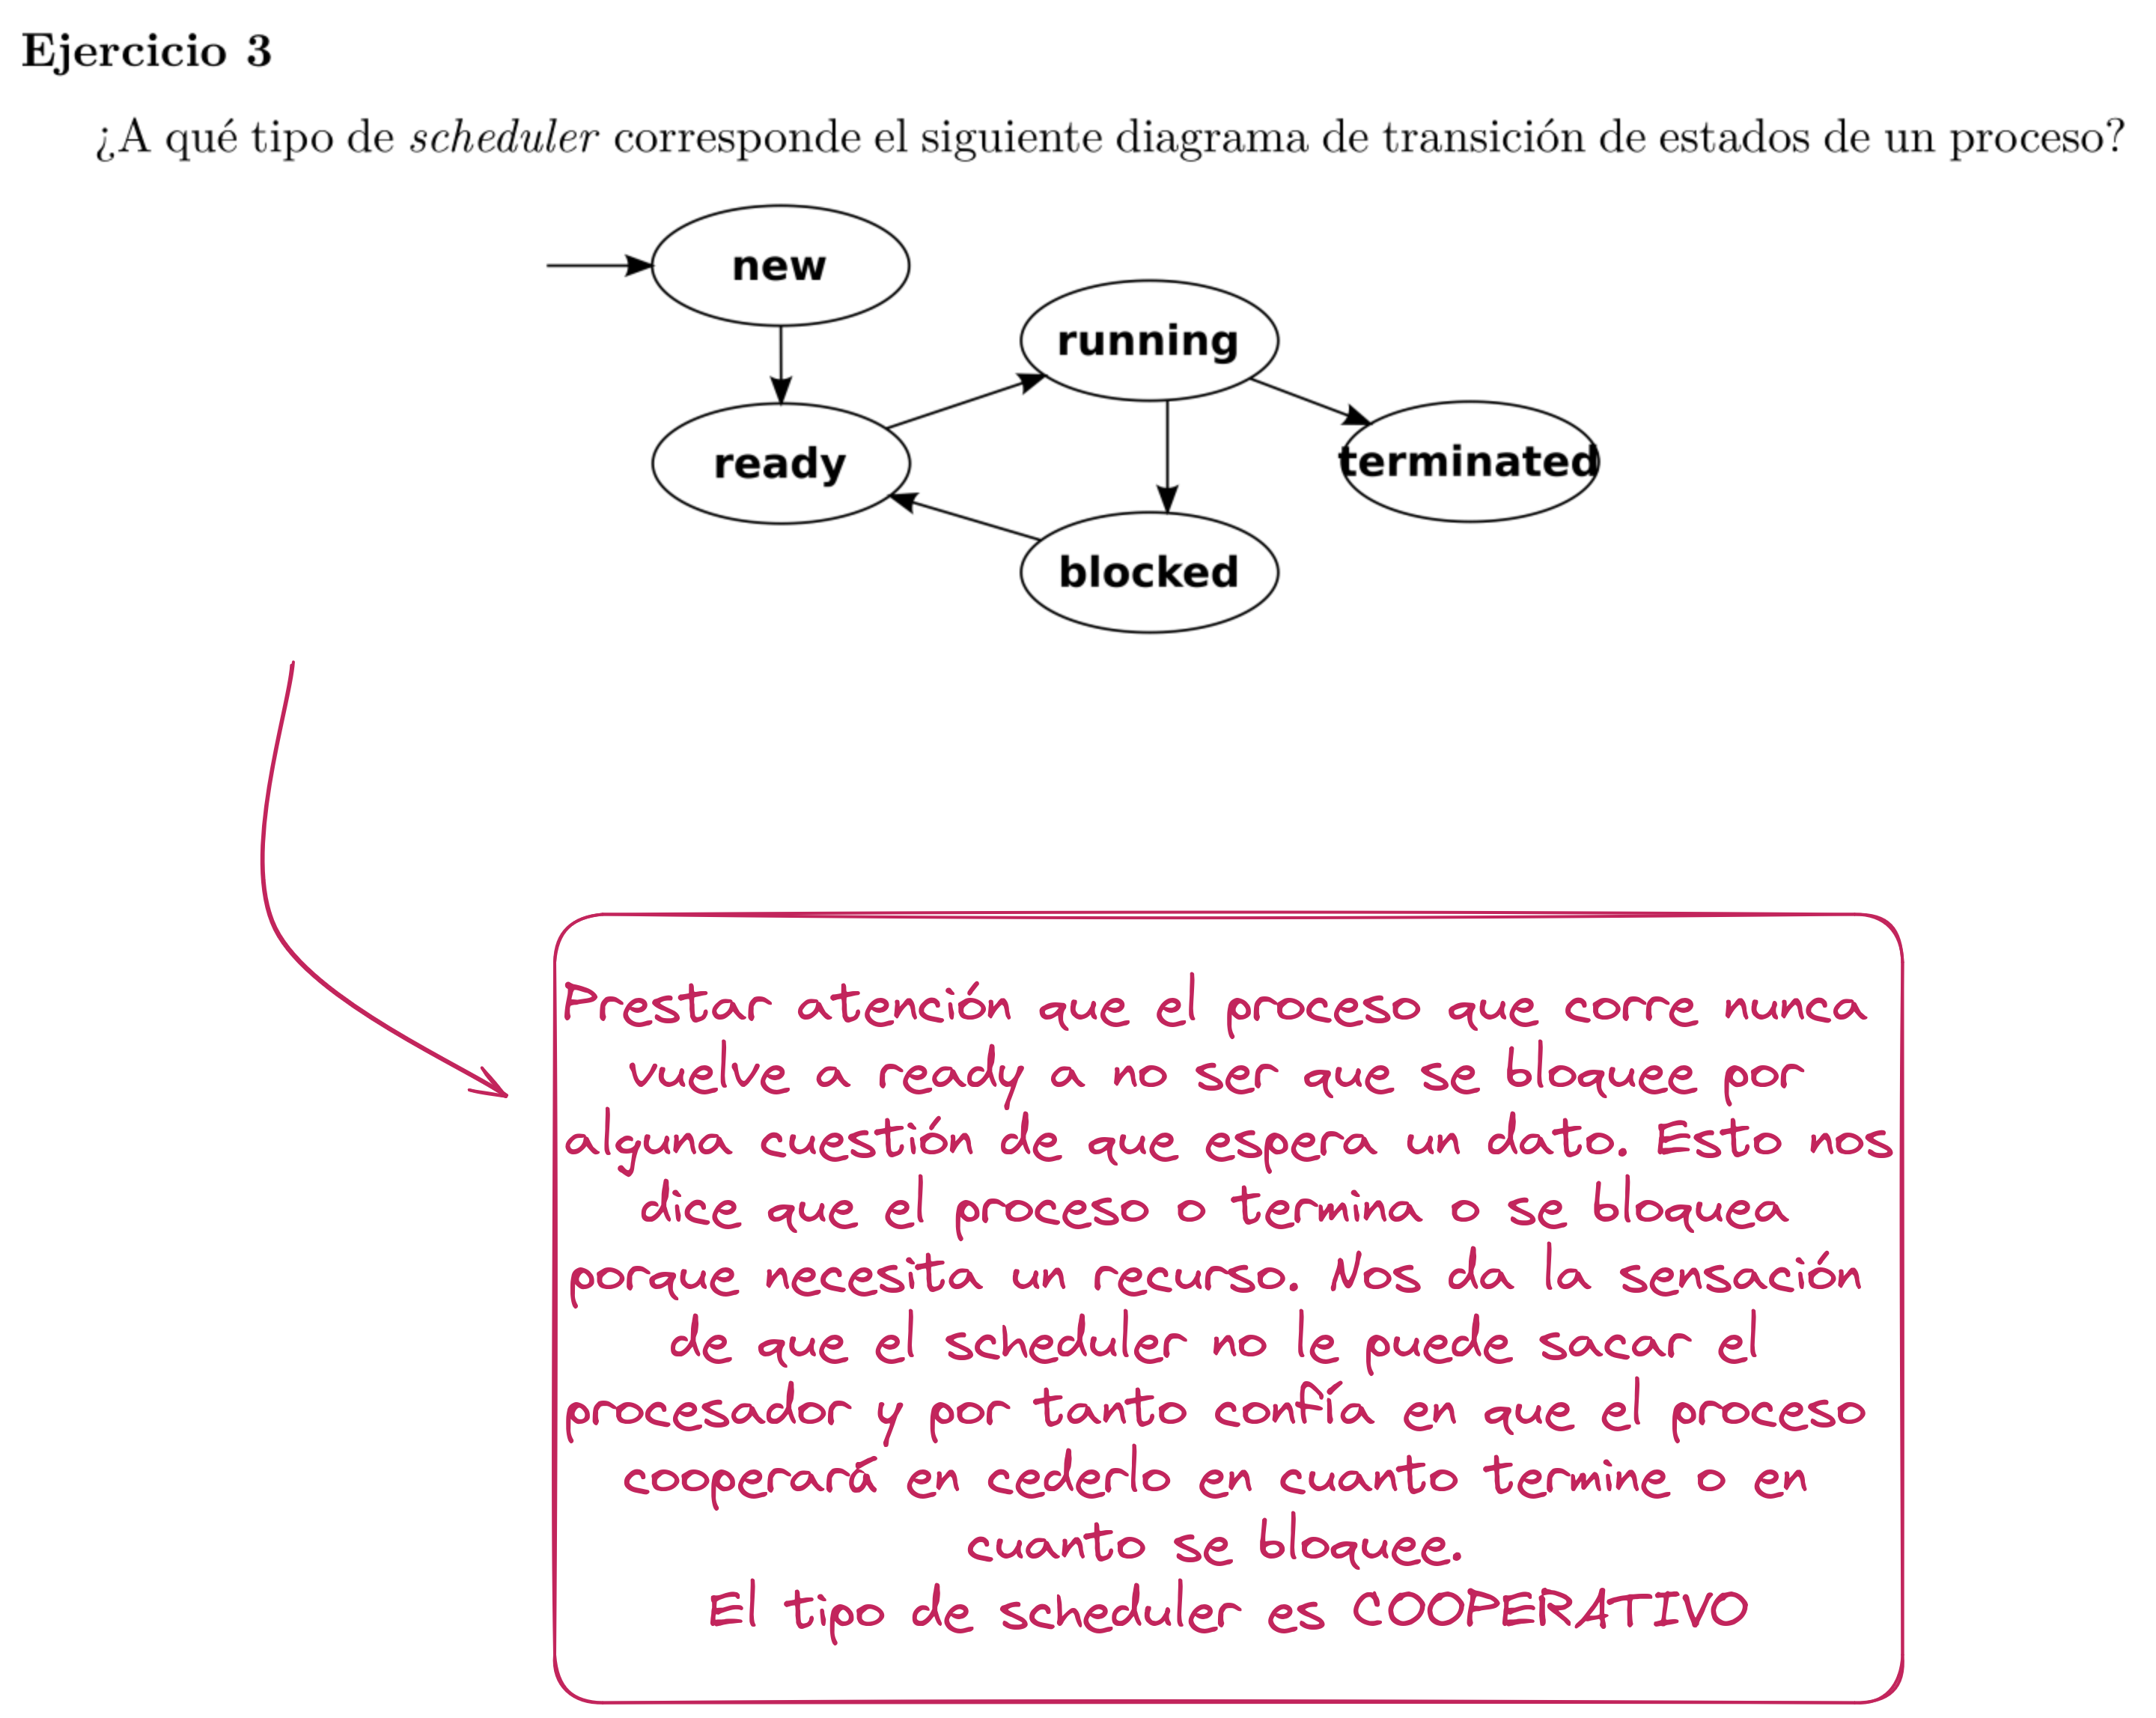 Ejercicio 3
¿A qué tipo de scheduler corresponde el siguiente diagrama de transición de estados de un proceso?
new
running
ready
terminated
blocked
Prestar atención que el proceso que corre nunca
vuelve a ready a no ser que se bloquee por
alguna cuestión de que espera un dato. Esto nos
dice que el proceso o termina o se bloquea
porque necesita un recurso. Nos da la sensación
de que el scheduler no le puede sacar el
procesador y por tanto confía en que el proceso
cooperará en cederlo en cuanto termine o en
cuanto se bloquee.
El tipo de scheduler es COOPERATIVO